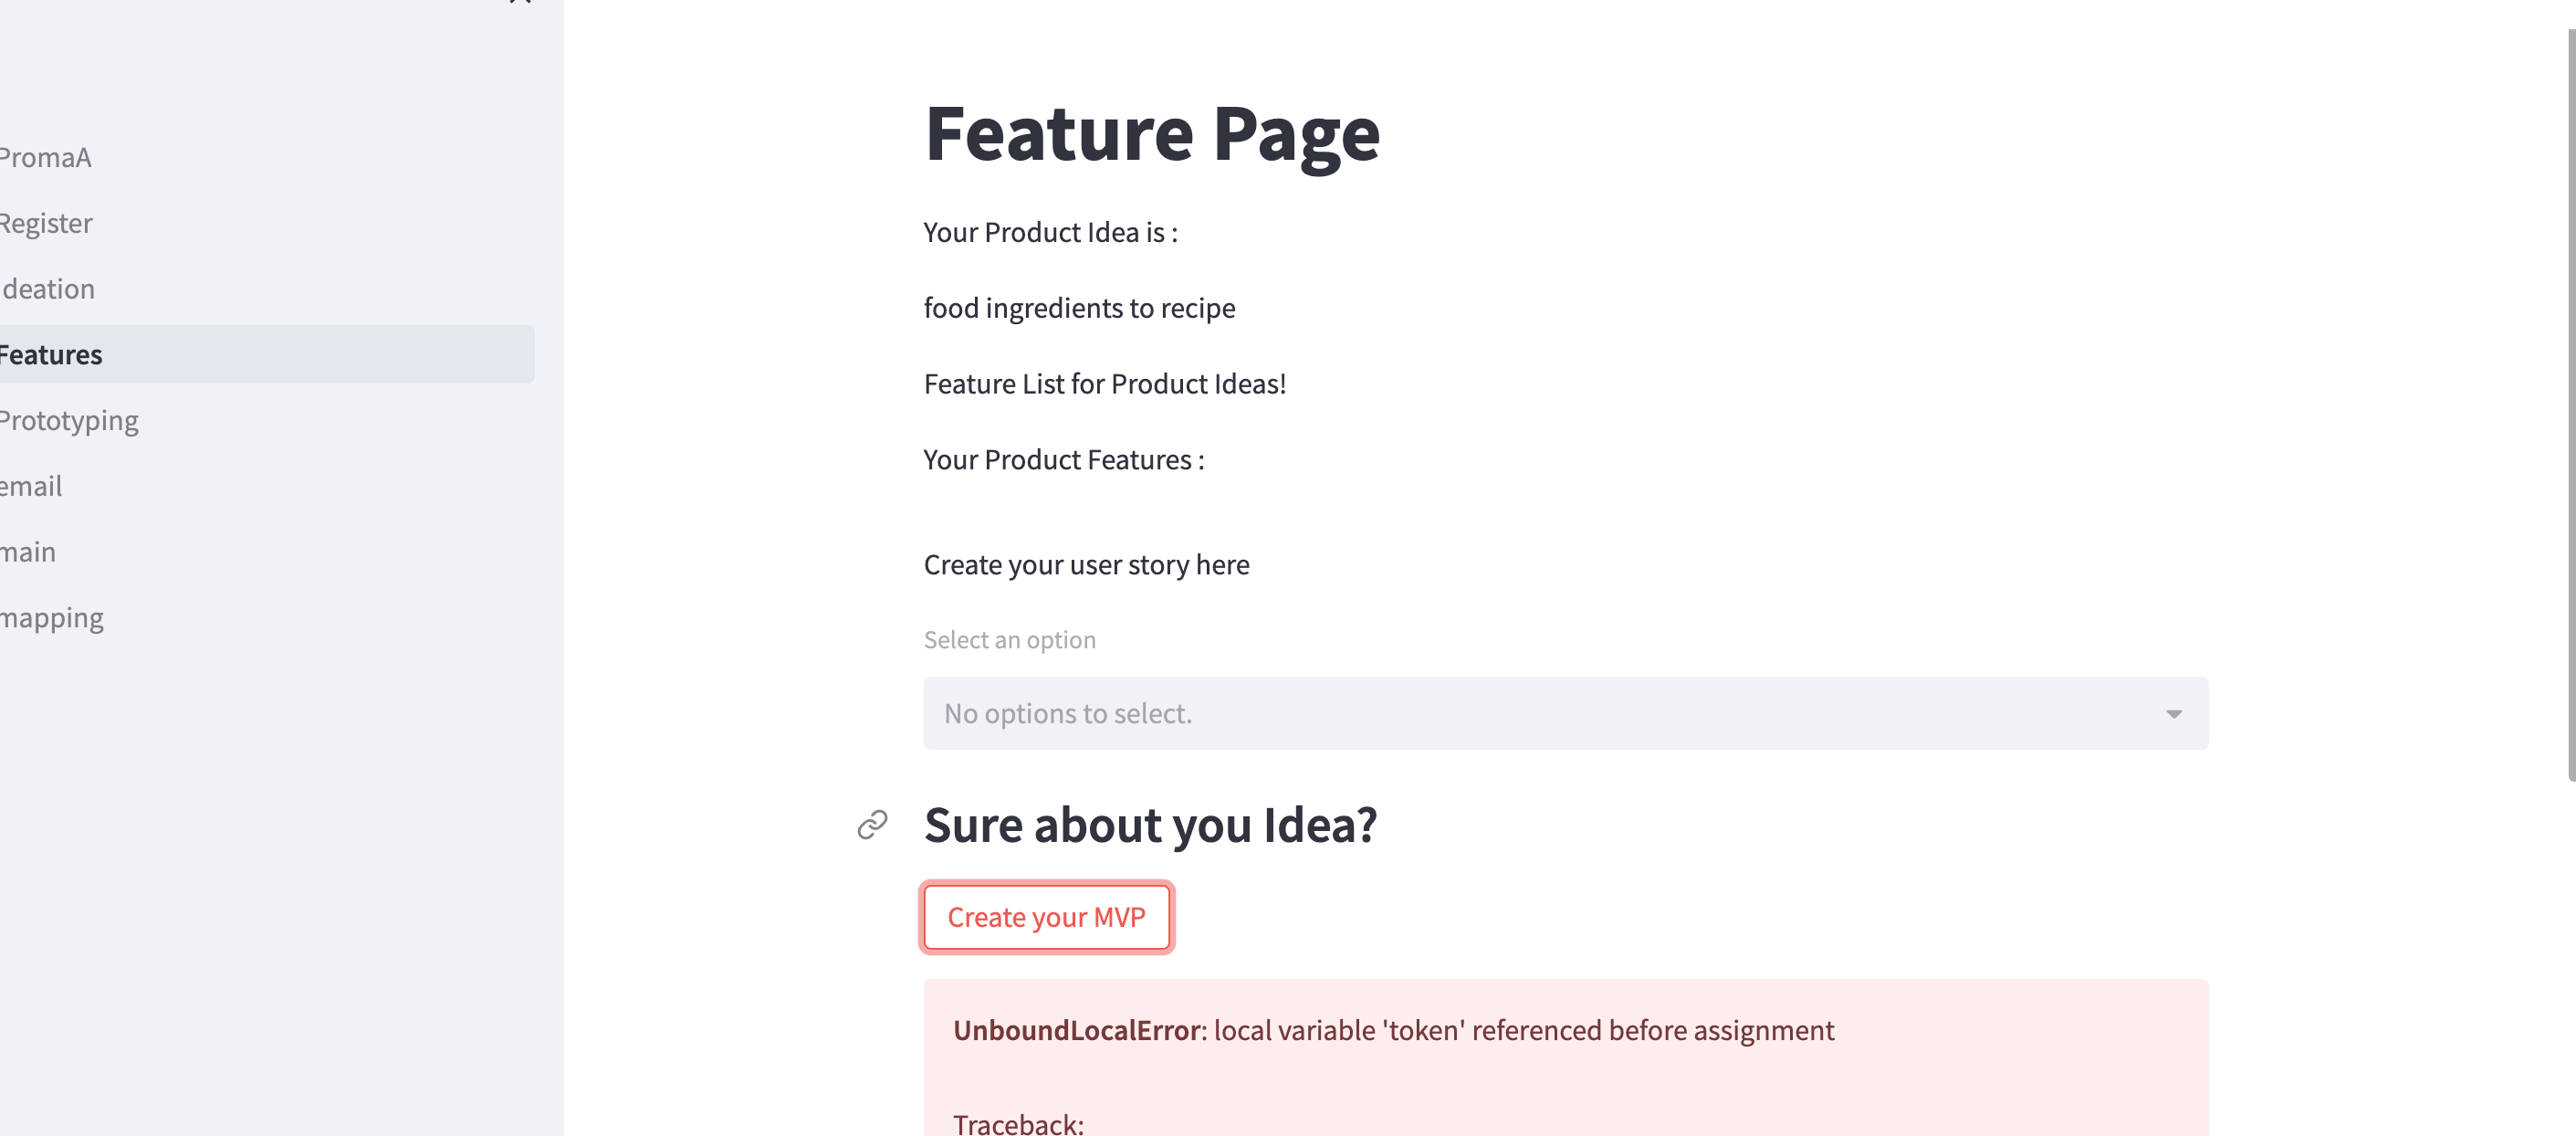 PromaA
Register
Ideation
Features
Prototyping
email
main
mapping
Feature Page
Your Product Idea is :
food ingredients to recipe
Feature List for Product Ideas!
Your Product Features :
Create your user story here
Select an option
No options to select.
Sure about you Idea?
Create your MVP
UnboundLocalError: local variable 'token' referenced before assignment
Traceback: